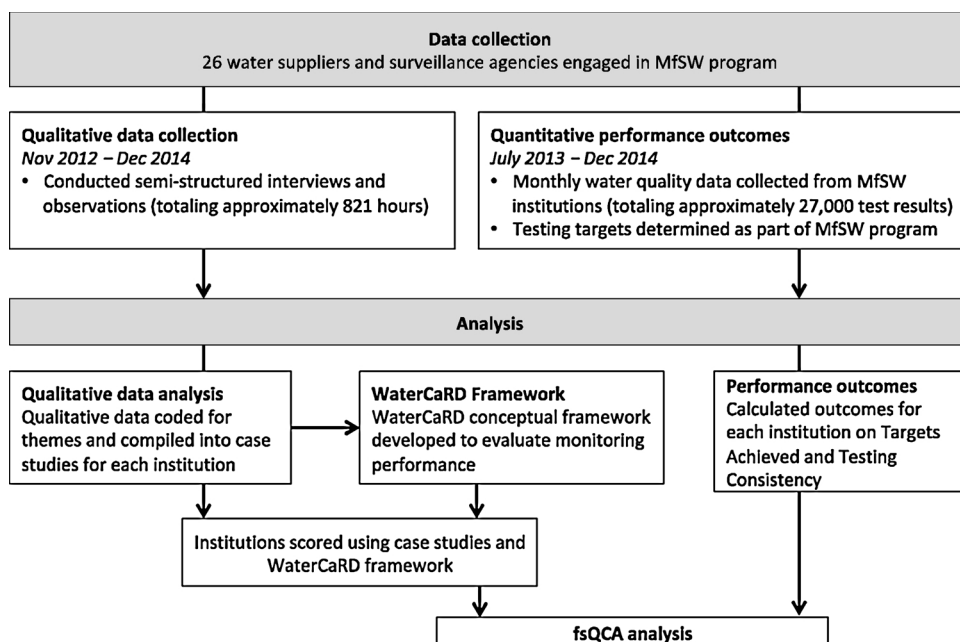 Data collection
26 water suppliers and surveillance agencies engaged in MfSW program
Qualitative data collection
Nov 2012 – Dec 2014
• Conducted semi-structured interviews and
observations (totaling approximately 821 hours)
Quantitative performance outcomes
July 2013 – Dec 2014
• Monthly water quality data collected from MfSW
institutions (totaling approximately 27,000 test results)
• Testing targets determined as part of MfSW program
Analysis
Qualitative data analysis
Qualitative data coded for
themes and compiled into case
studies for each institution
WaterCaRD Framework
WaterCaRD conceptual framework
developed to evaluate monitoring
performance
Performance outcomes
Calculated outcomes for
each institution on Targets
Achieved and Testing
Consistency
Institutions scored using case studies and
WaterCaRD framework
fsQCA analysis